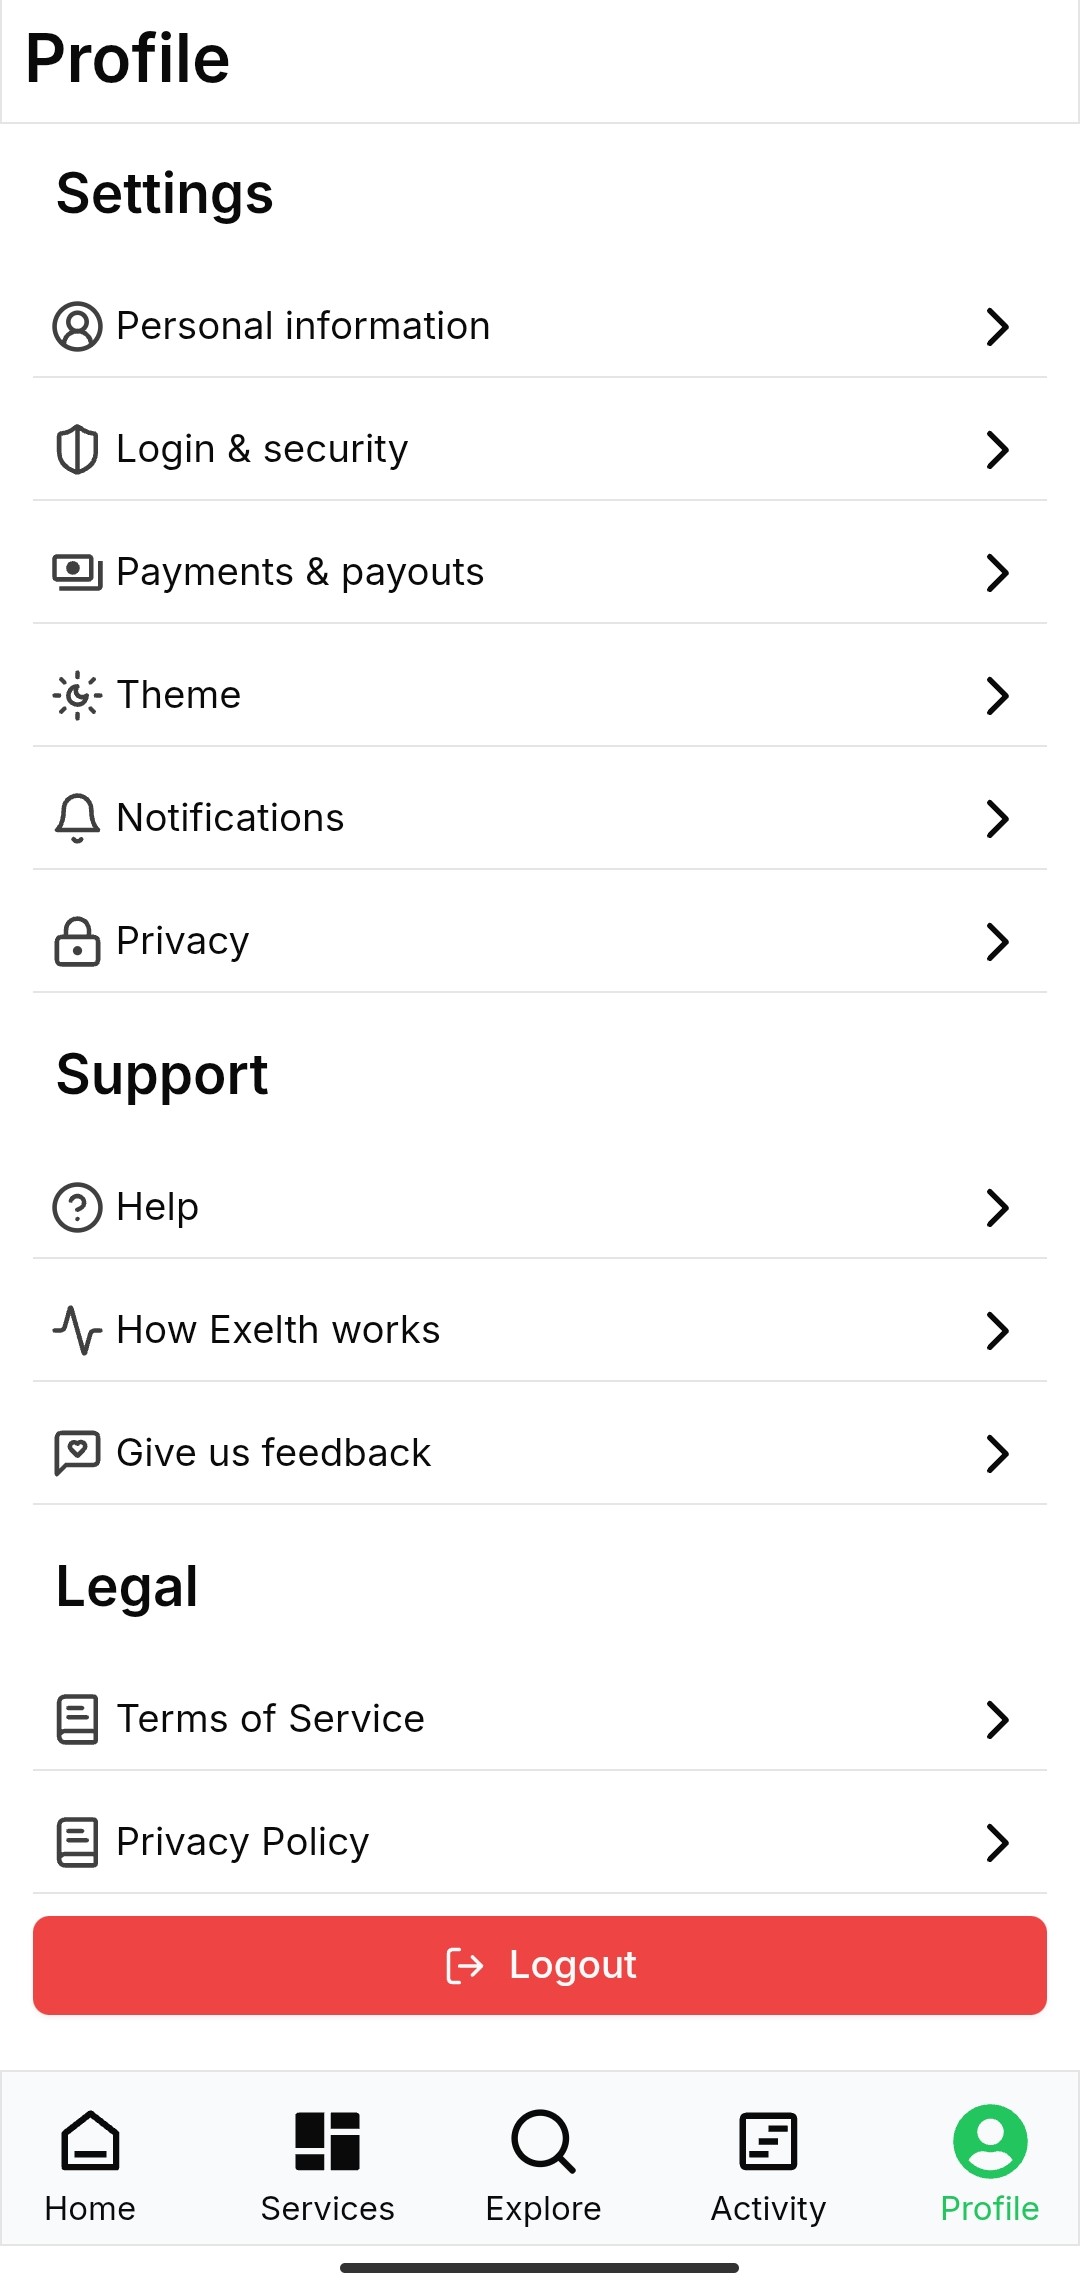 Profile
Settings
Personal information
Login & security
Payments & payouts
Theme
Notifications
Privacy
Support
Help
How Exelth works
Give us feedback
Legal
Terms of Service
Privacy Policy
Logout
Home Services Explore Activity Profile